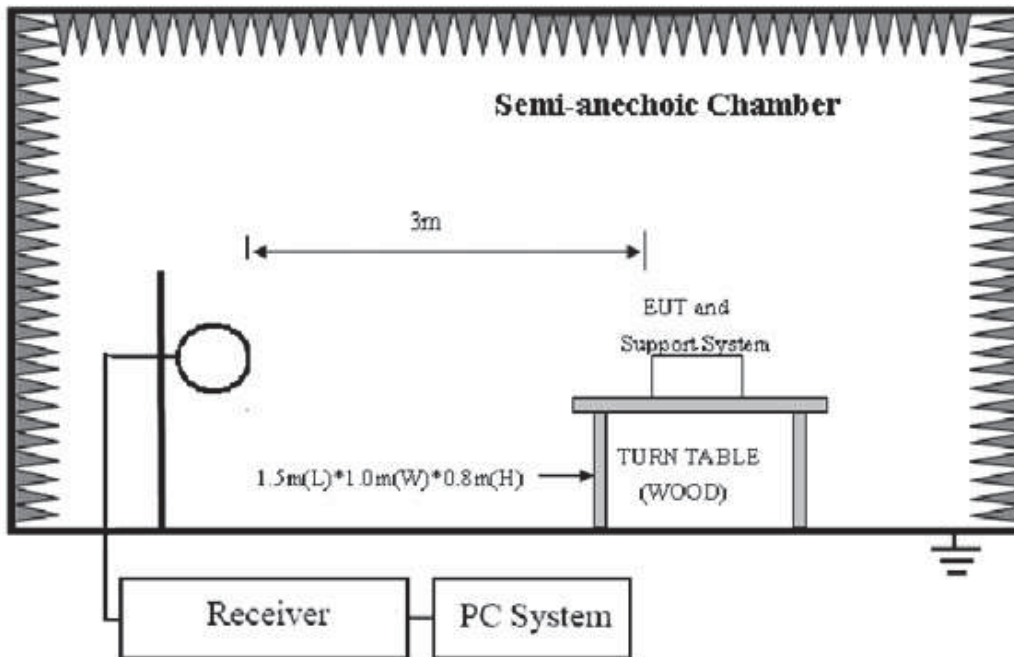 Semi-anechoic Chamber
3m
EUT and
Support System
1.5m(L)*1.0m(W)*0.8m(H)
TURN TABLE
(WOOD)
Receiver
PC System